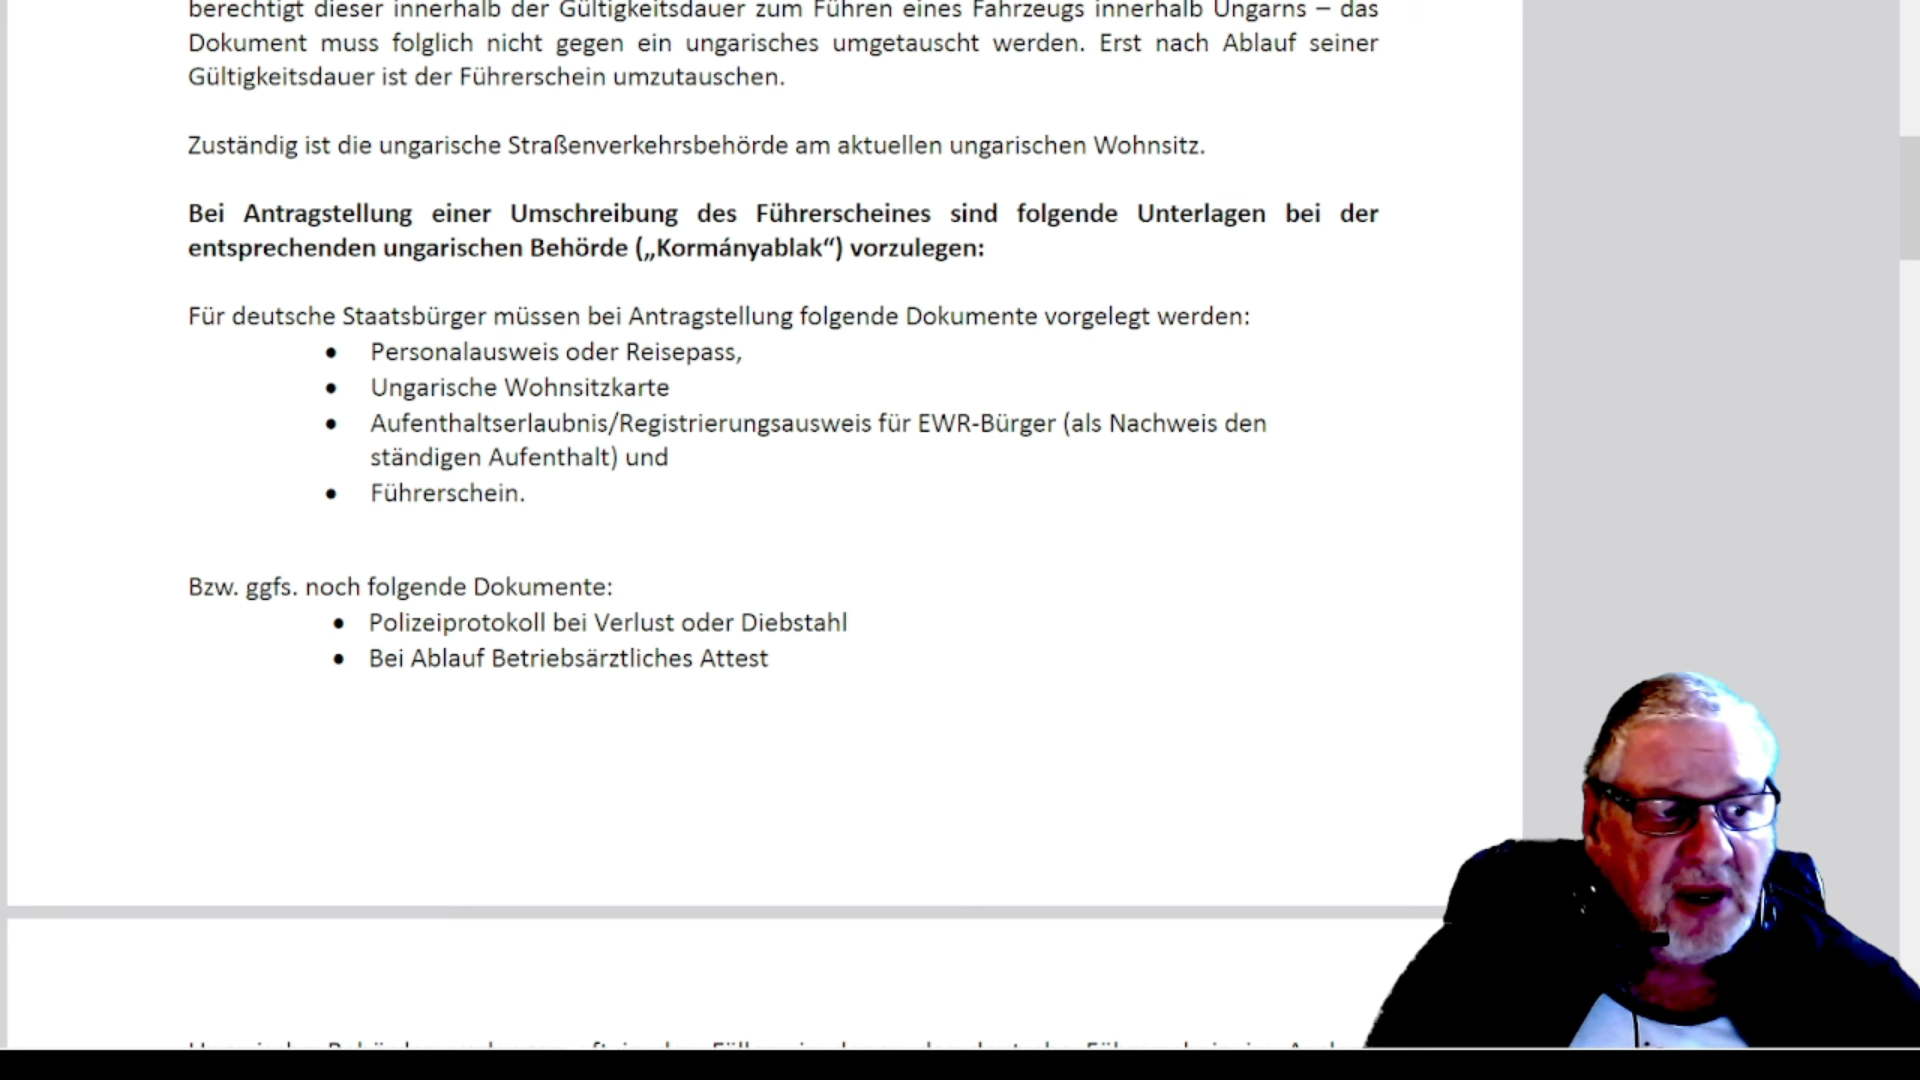 berechtigt dieser innerhalb der Gültigkeitsdauer zum Führen eines Fahrzeugs innerhalb Ungarns – das
Dokument muss folglich nicht gegen ein ungarisches umgetauscht werden. Erst nach Ablauf seiner
Gültigkeitsdauer ist der Führerschein umzutauschen.
Zuständig ist die ungarische Straßenverkehrsbehörde am aktuellen ungarischen Wohnsitz.
Bei Antragstellung einer Umschreibung des Führerscheines sind folgende Unterlagen bei der
entsprechenden ungarischen Behörde („Kormányablak“) vorzulegen:
Für deutsche Staatsbürger müssen bei Antragstellung folgende Dokumente vorgelegt werden:
• Personalausweis oder Reisepass,
• Ungarische Wohnsitzkarte
• Aufenthaltserlaubnis/Registrierungsausweis für EWR-Bürger (als Nachweis den
ständigen Aufenthalt) und
• Führerschein.
Bzw. ggfs. noch folgende Dokumente:
• Polizeiprotokoll bei Verlust oder Diebstahl
• Bei Ablauf Betriebsärztliches Attest